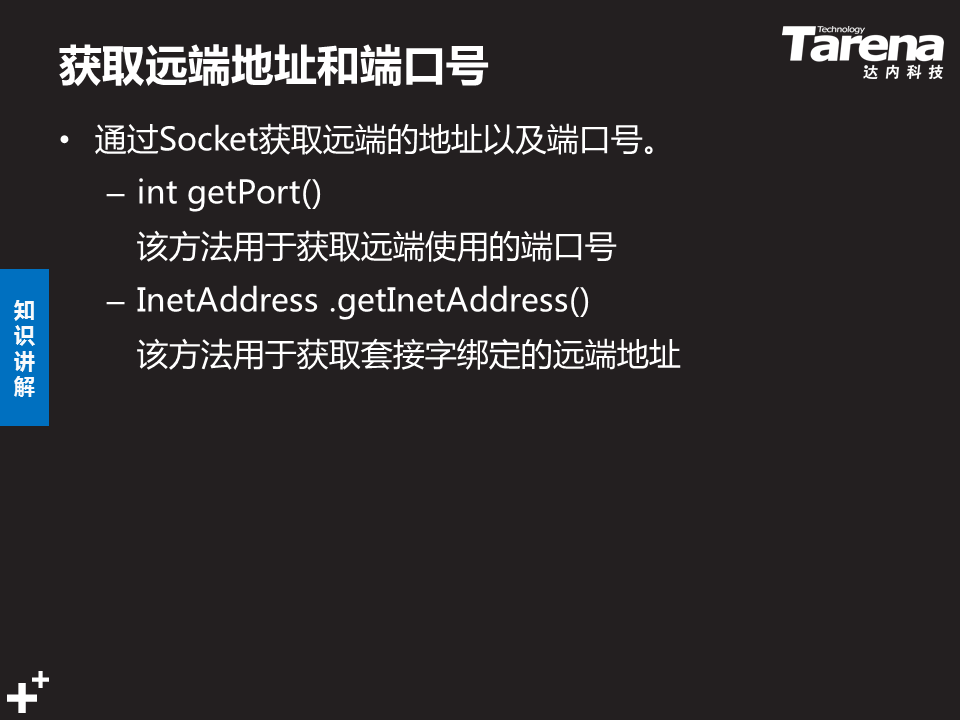 获取远端地址和端口号
Technology
Tarena
达内科技
• 通过Socket获取远端的地址以及端口号。
– int getPort()
该方法用于获取远端使用的端口号
– InetAddress .getInetAddress()
该方法用于获取套接字绑定的远端地址
知
识
讲
解